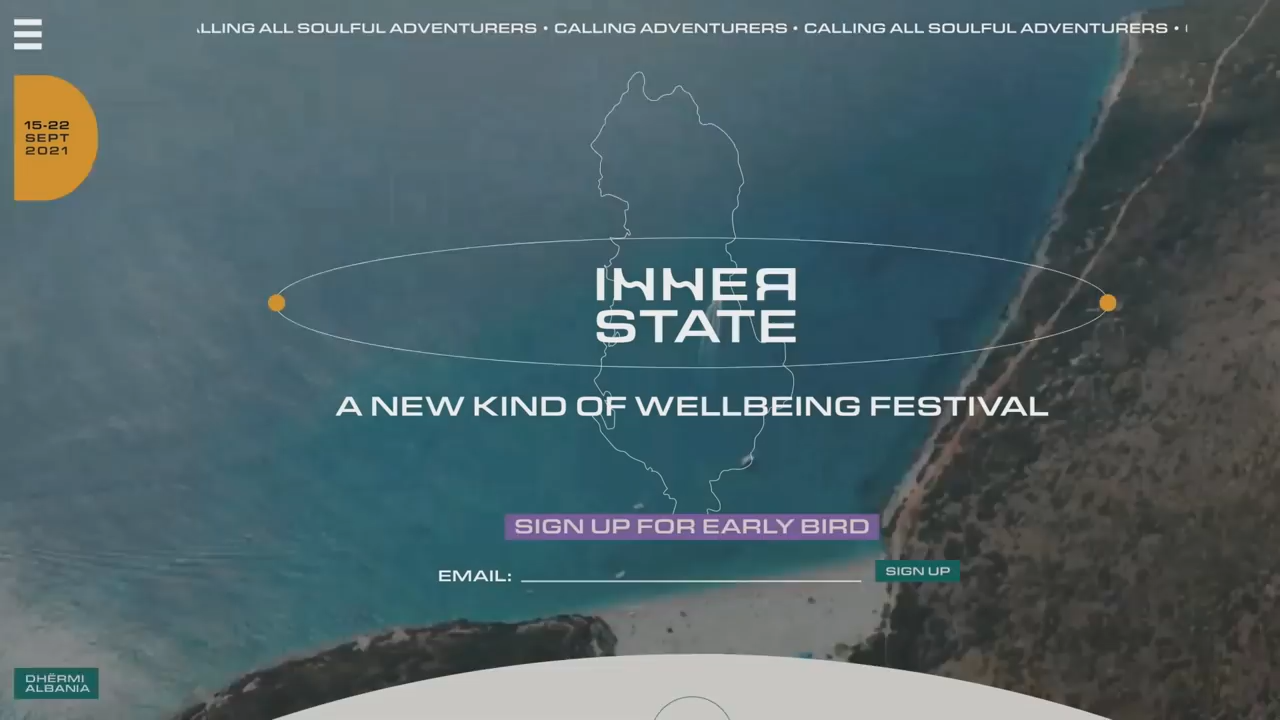 ALLING ALL SOULFUL ADVENTURERS • CALLING ADVENTURERS • CALLING ALL SOULFUL ADVENTURERS •
15-22
SEPT
2021
INNER
STATE
A NEW KIND OF WELLBEING FESTIVAL
SIGN UP FOR EARLY BIRD
EMAIL:
SIGN UP
DHËRMI
ALBANIA